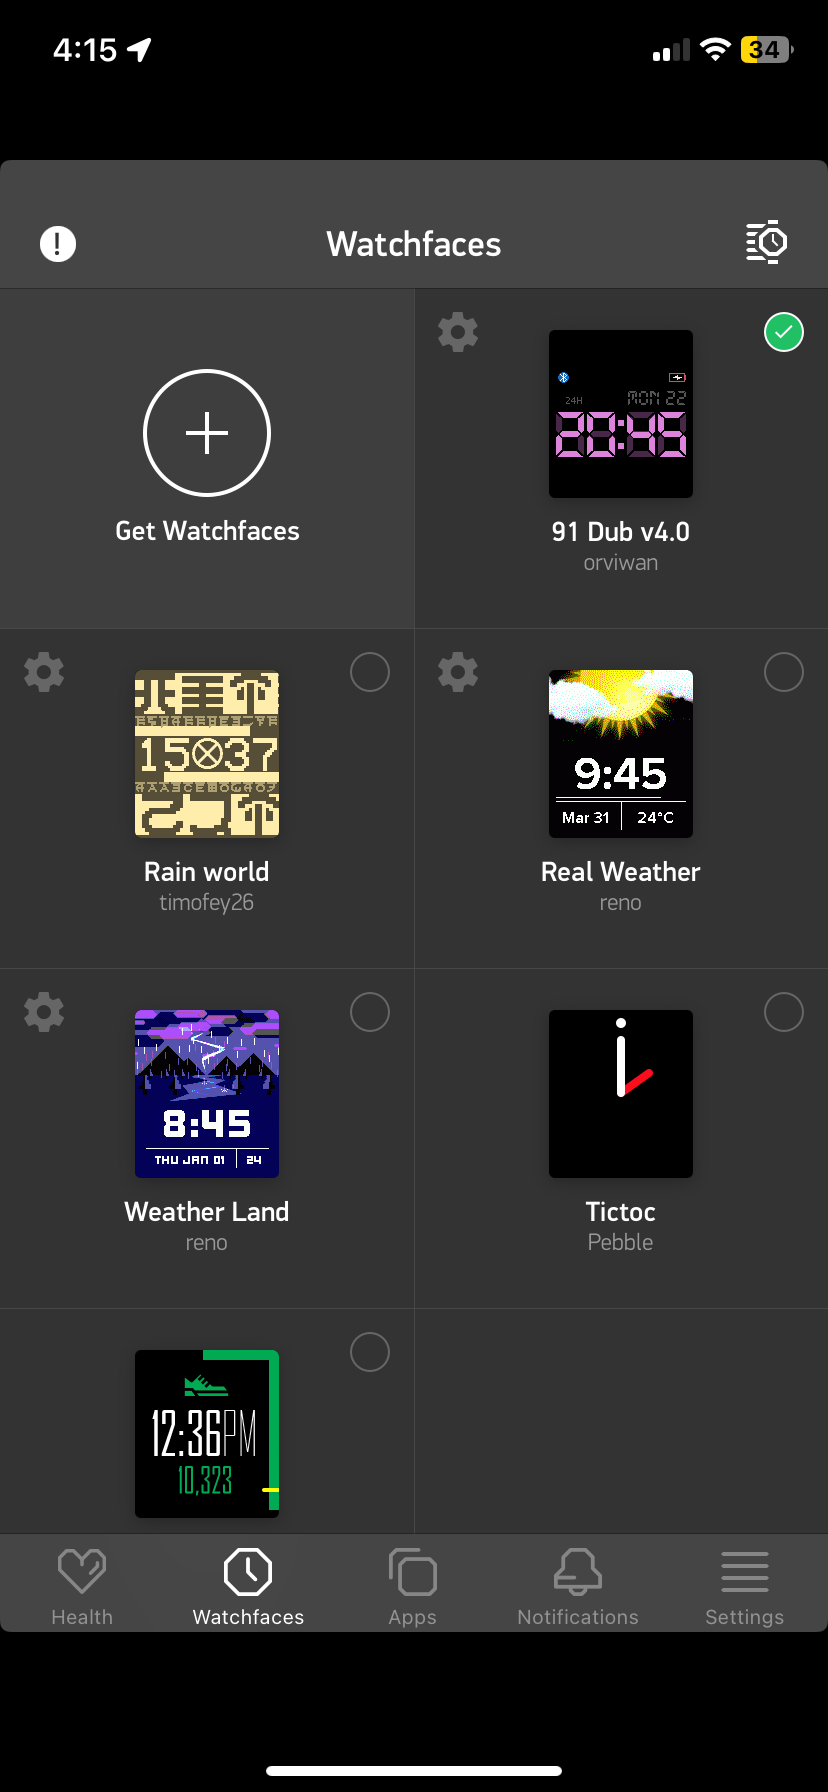 4:15
34
Watchfaces
Get Watchfaces
24H
MON 22
20:45
91 Dub v4.0
orviwan
15 37
Rain world
timofey26
9:45
Mar 31
24°C
Real Weather
reno
8:45
THU JAN 01
24
Weather Land
reno
Tictoc
Pebble
12:36PM
10,323
Health
Watchfaces
Apps
Notifications
Settings